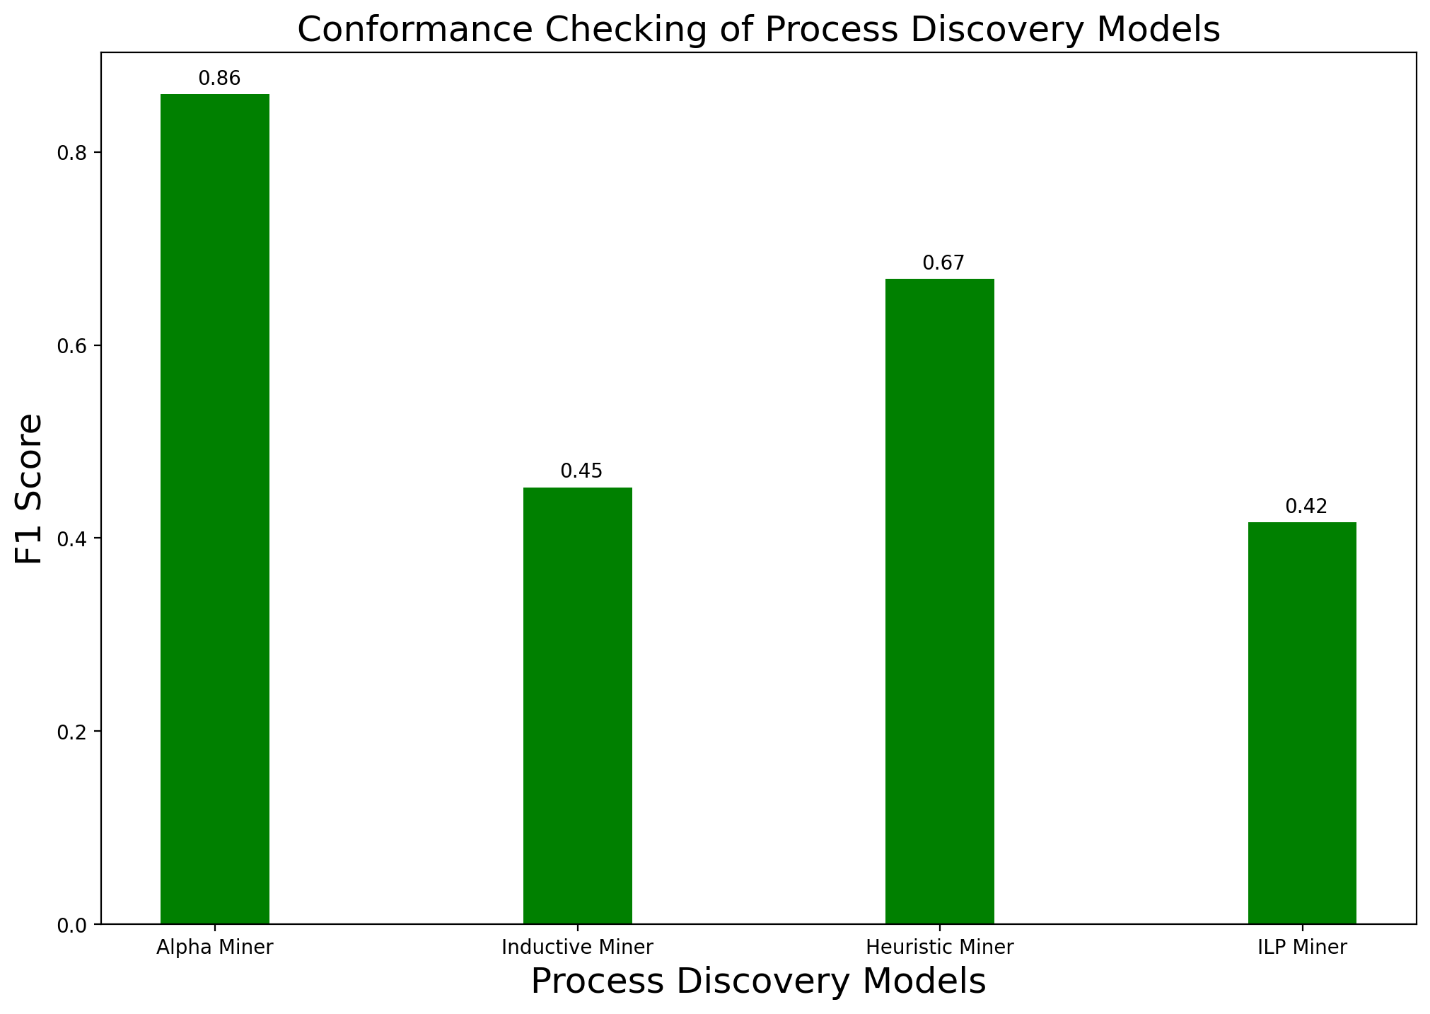 Conformance Checking of Process Discovery Models
0.86
0.45
0.67
0.42
0.8
0.6
0.4
0.2
0.0
F1 Score
Alpha Miner
Inductive Miner
Heuristic Miner
ILP Miner
Process Discovery Models